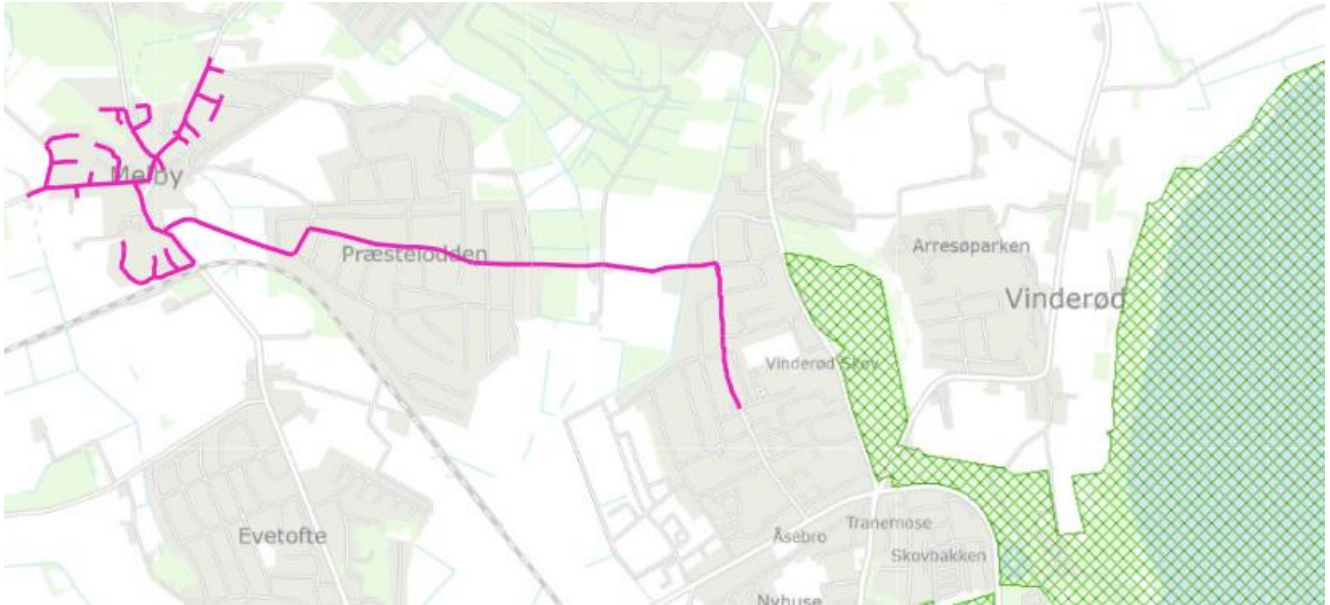 Melby
Præstelodden
Arresøparken
Vinderød
Vinderød Skov
Evetofte
Åsebro
Tranemose
Skovbakken
Nyhuse